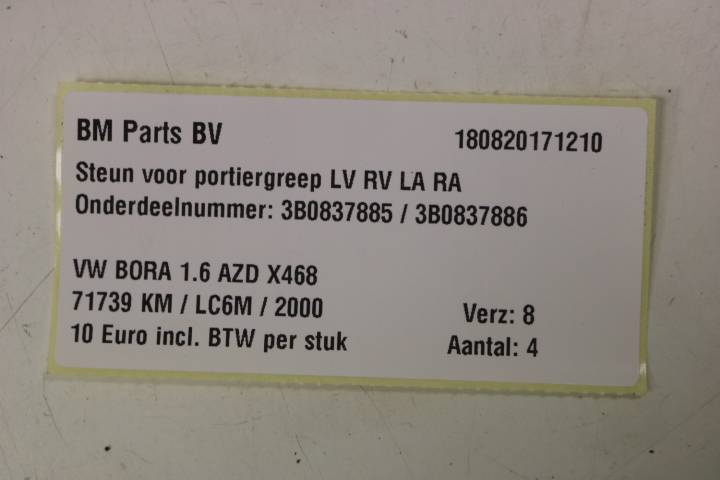 BM Parts BV 180820171210
Steun voor portiergreep LV RV LA RA
Onderdeelnummer: 3B0837885 / 3B0837886
VW BORA 1.6 AZD X468
71739 KM / LC6M / 2000 Verz: 8
10 Euro incl. BTW per stuk Aantal: 4